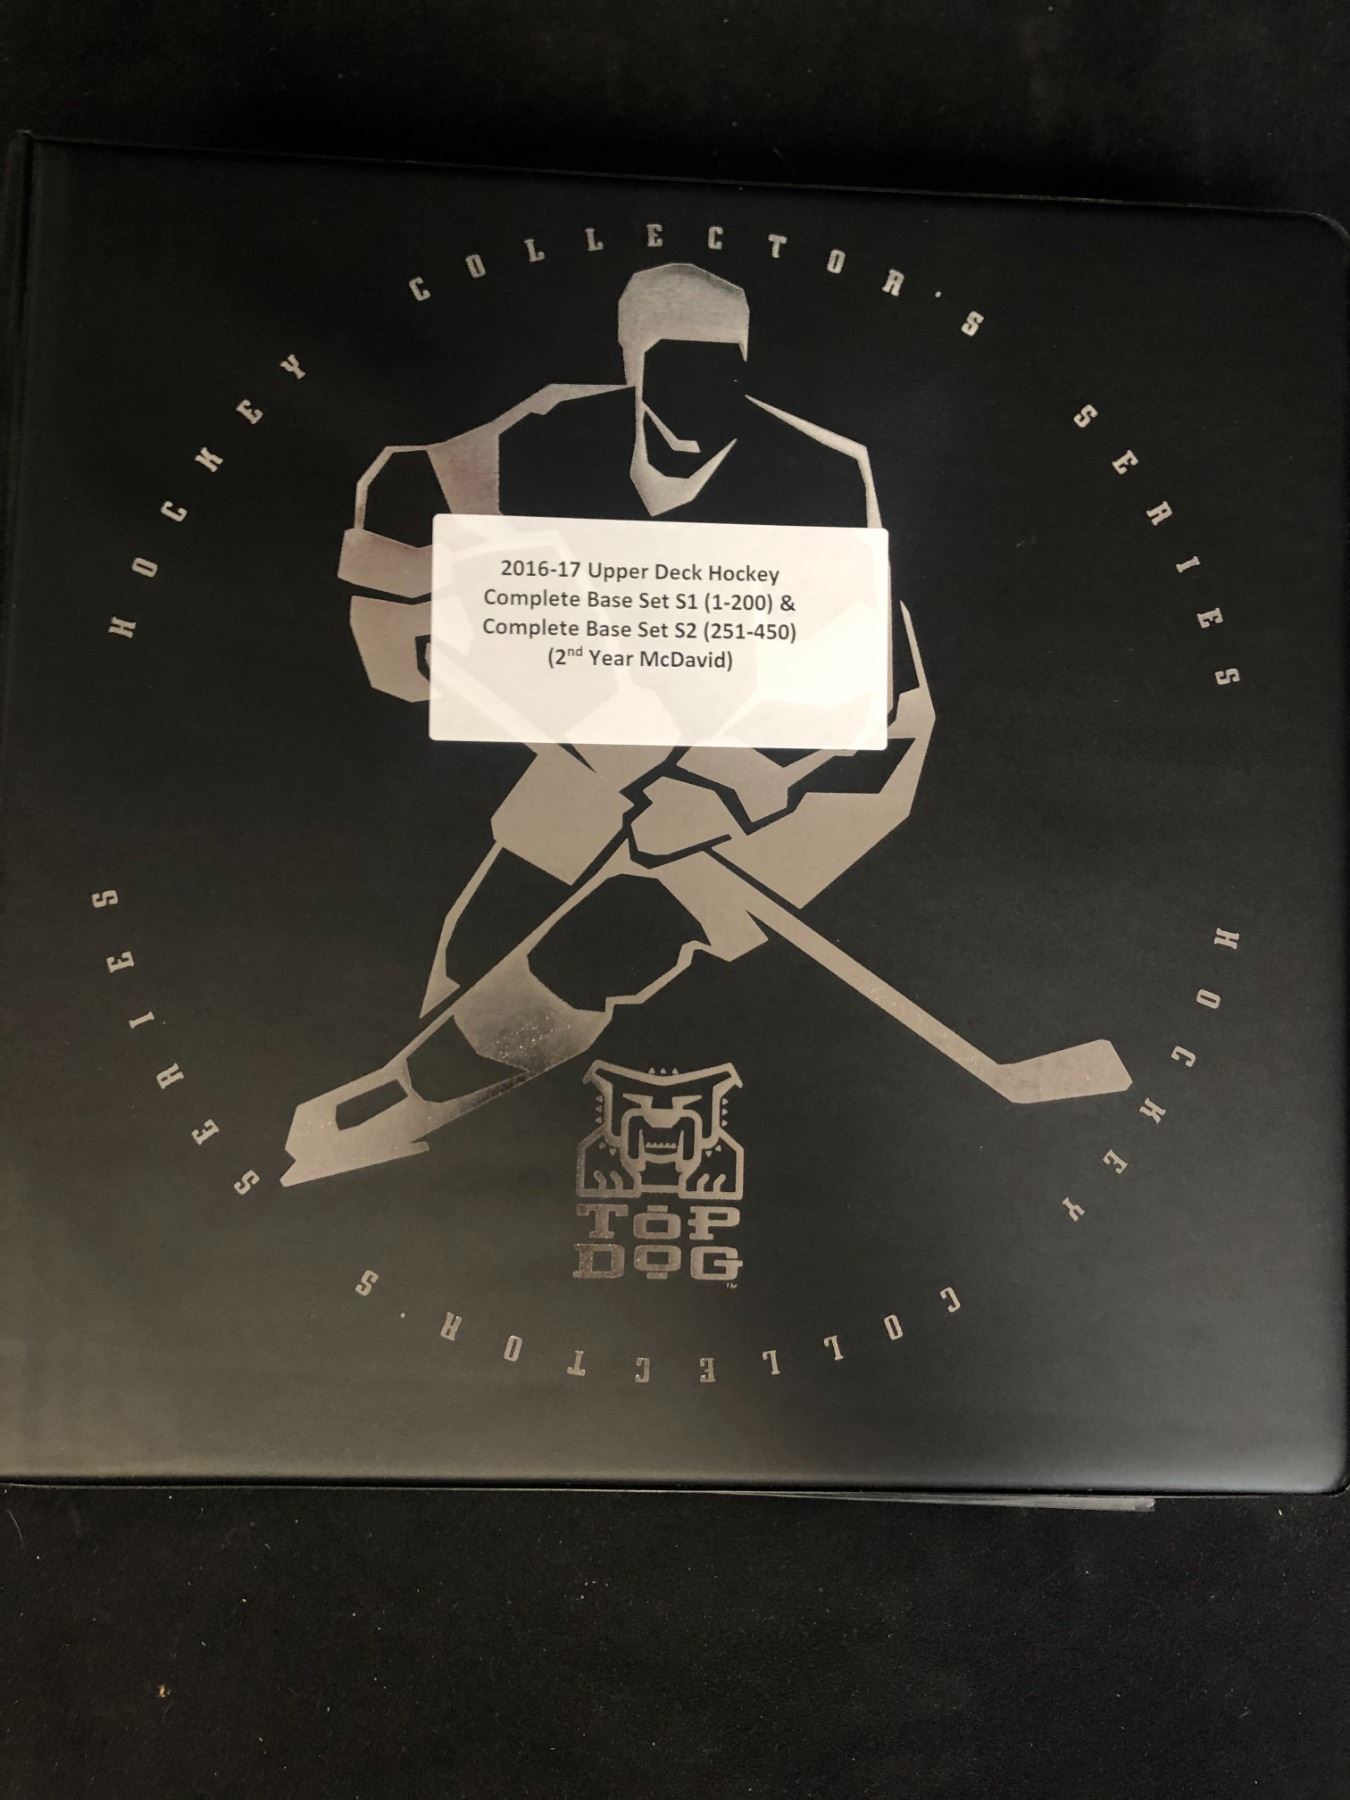 HOCKEY COLLECTOR'S SERIES
2016-17 Upper Deck Hockey
Complete Base Set S1 (1-200) &
Complete Base Set S2 (251-450)
(2nd Year McDavid)
TOP
DOG
TM
HOCKEY COLLECTOR'S SERIES